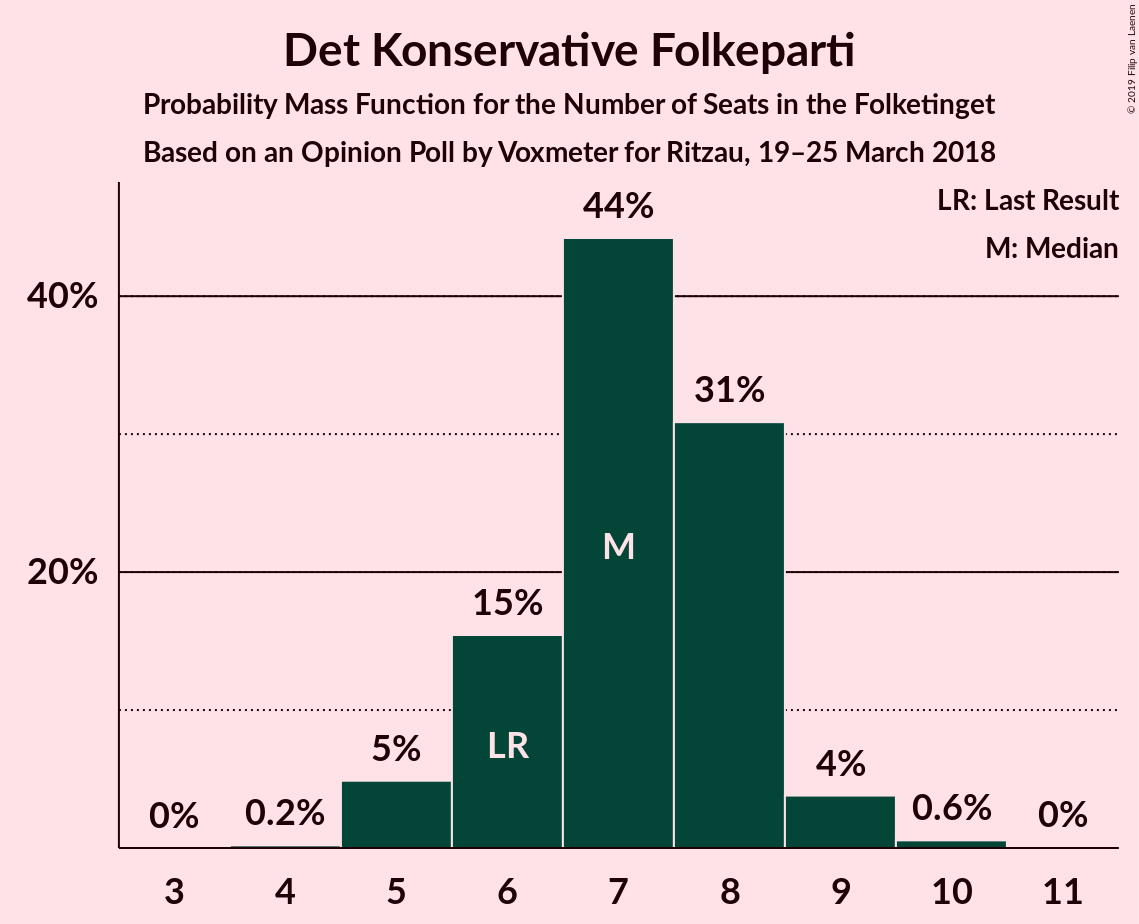 Det Konservative Folkeparti
Probability Mass Function for the Number of Seats in the Folketinget
Based on an Opinion Poll by Voxmeter for Ritzau, 19–25 March 2018
© 2019 Filip van Laenen
LR: Last Result
M: Median
44%
40%
31%
M
20%
15%
LR
5%
4%
0%
0.2%
0.6%
0%
3
4
5
6
7
8
9
10
11